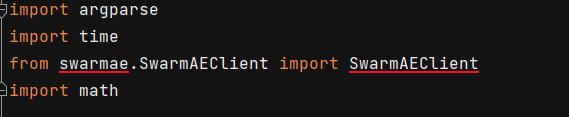 import argparse
import time
from swarmae.SwarmAEClient import SwarmAEClient
import math